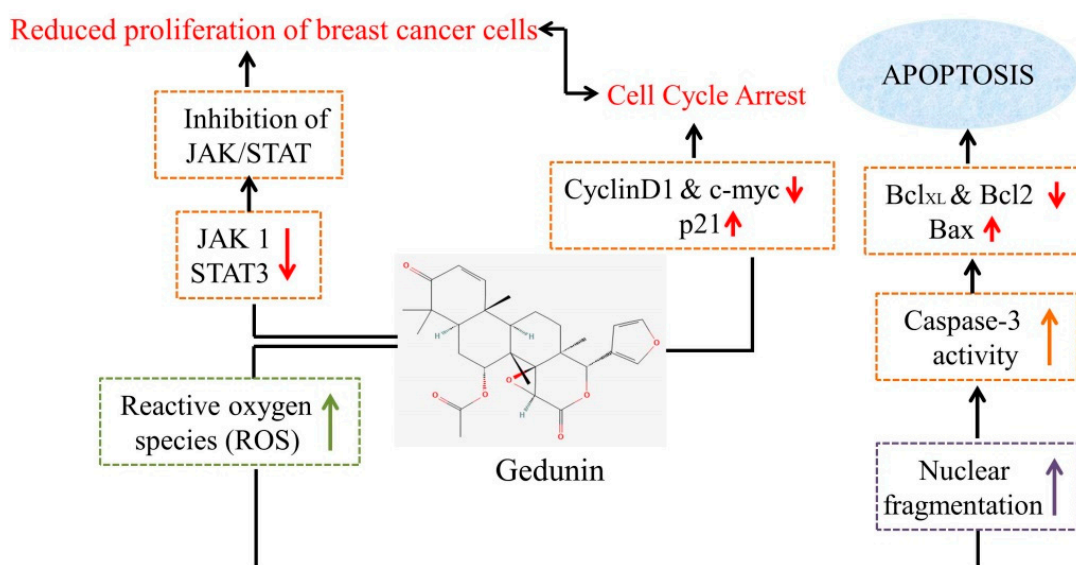 Reduced proliferation of breast cancer cells
Cell Cycle Arrest
APOPTOSIS
Inhibition of
JAK/STAT
CyclinD1 & c-myc
p21
BclXL & Bcl2
Bax
JAK 1
STAT3
Caspase-3
activity
Reactive oxygen
species (ROS)
Nuclear
fragmentation
O
H
H
O
O
O
O
O
H
O
Gedunin